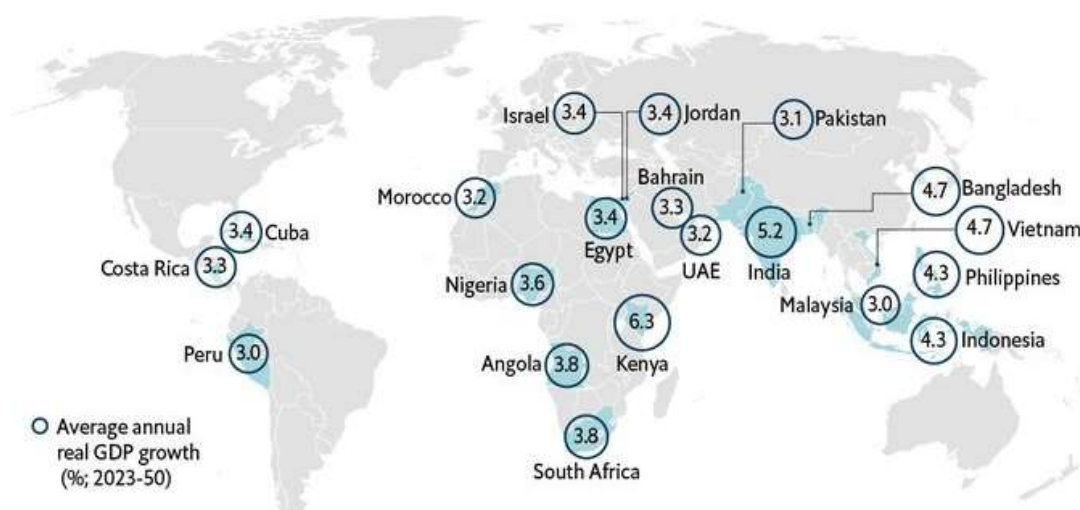 Israel 3.4
3.4 Jordan
3.1 Pakistan
Bahrain
3.3
4.7 Bangladesh
Morocco 3.2
3.4
Egypt
3.2
UAE
5.2
India
4.7 Vietnam
3.4 Cuba
Costa Rica 3.3
Nigeria 3.6
4.3 Philippines
Malaysia 3.0
6.3
Kenya
4.3 Indonesia
Peru 3.0
Angola 3.8
3.8
South Africa
Average annual
real GDP growth
(%; 2023-50)